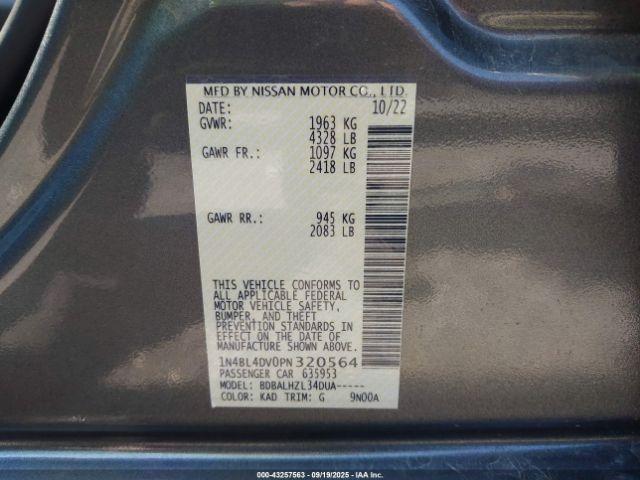 MFD BY NISSAN MOTOR CO., LTD.
DATE: 10/22
GVWR: 1963 KG
4328 LB
GAWR FR.: 1097 KG
2418 LB
GAWR RR.: 945 KG
2083 LB
THIS VEHICLE CONFORMS TO
ALL APPLICABLE FEDERAL
MOTOR VEHICLE SAFETY,
BUMPER, AND THEFT
PREVENTION STANDARDS IN
EFFECT ON THE DATE OF
MANUFACTURE SHOWN ABOVE.
1N4BL4DV0PN320564
PASSENGER CAR 635953
MODEL: BDBALHZL34DUA-----
COLOR: KAD TRIM: G 9N00A
000-43257563 - 09/19/2025 - IAA Inc.